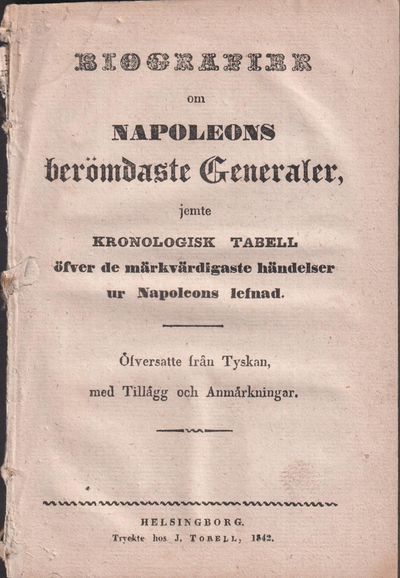 BIOGRAFIER
om
NAPOLEONS
berömdaste Generaler,
jemte
KRONOLOGISK TABELL
öfver de märkvärdigaste händelser
ur Napoleons lefnad.
Öfversatte från Tyskan,
med Tillägg och Anmärkningar.
HELSINGBORG.
Tryckte hos J. TORELL, 1842.